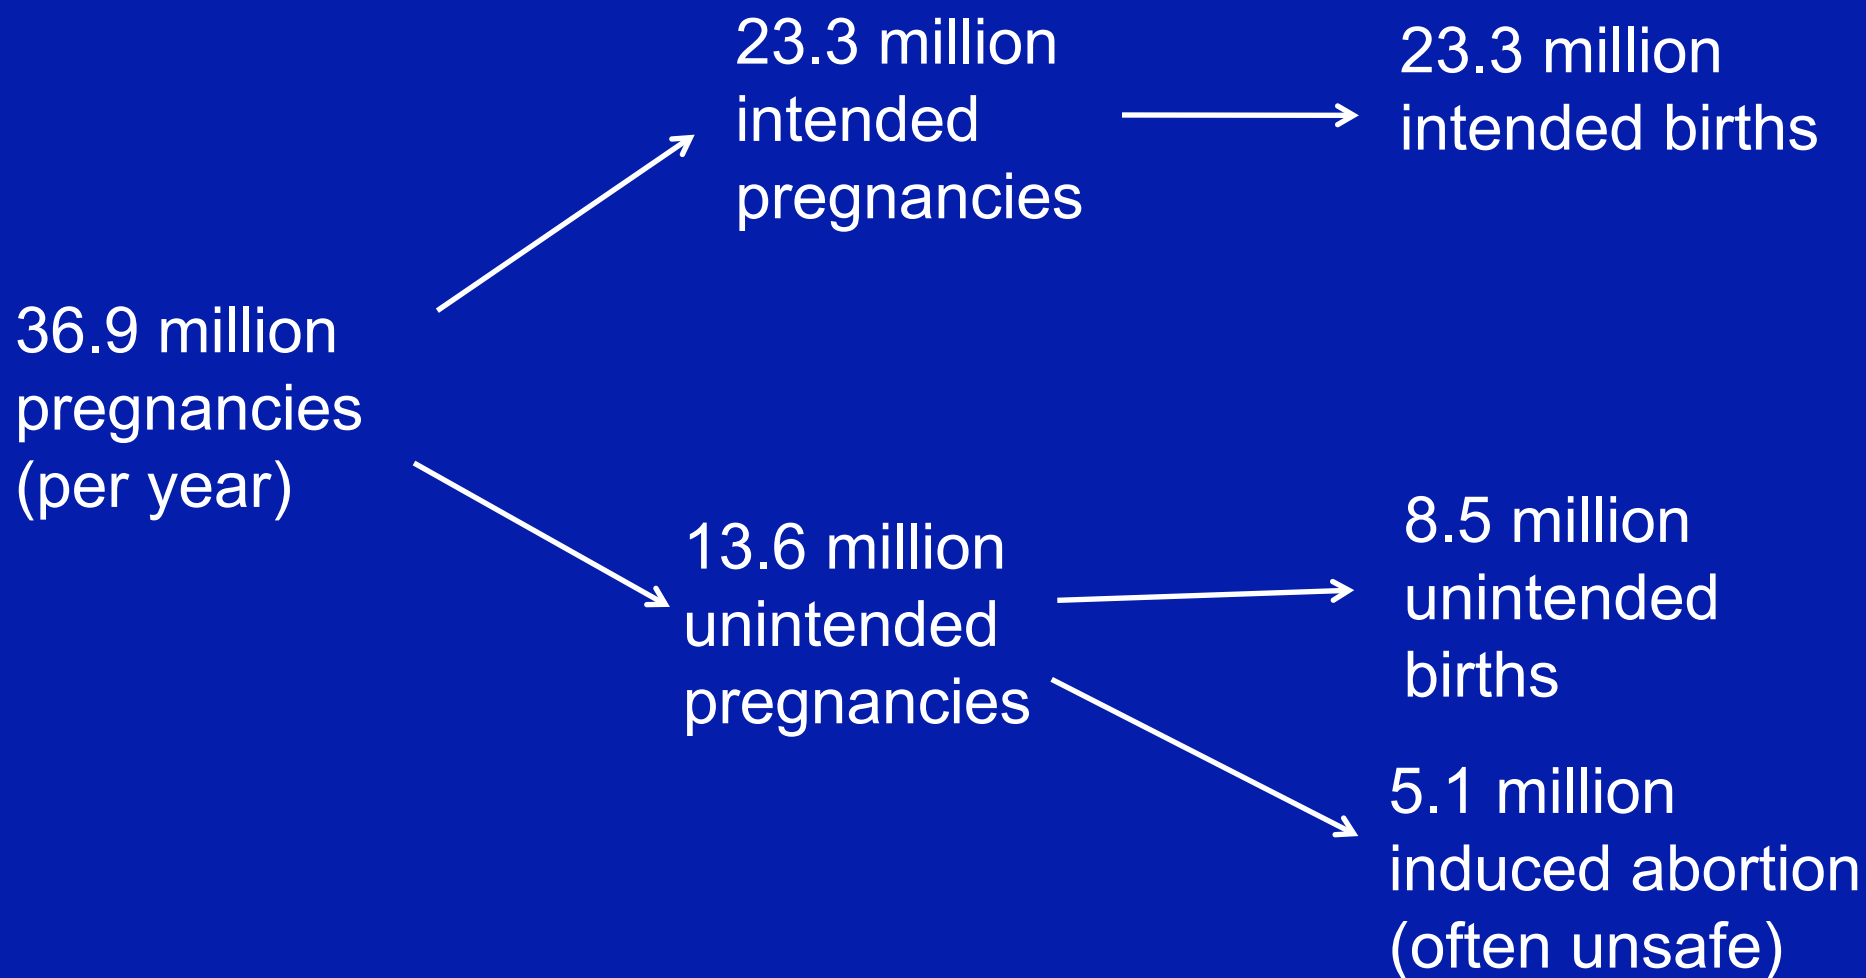 23.3 million
intended
pregnancies
23.3 million
intended births
36.9 million
pregnancies
(per year)
13.6 million
unintended
pregnancies
8.5 million
unintended
births
5.1 million
induced abortion
(often unsafe)